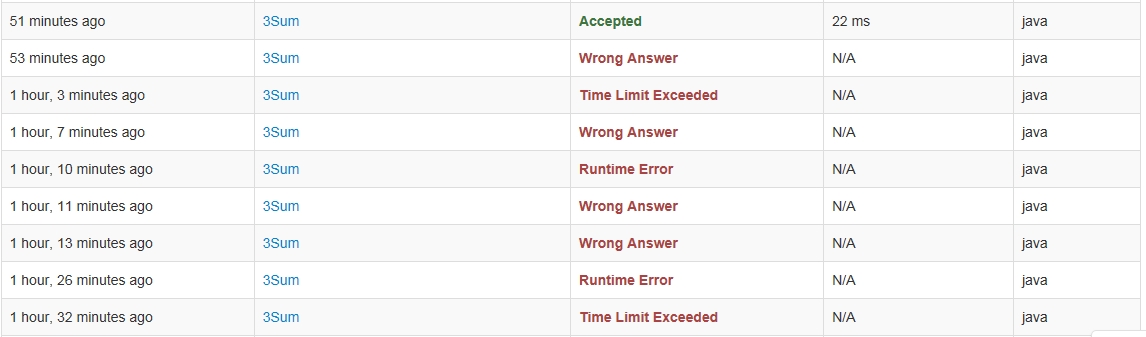 51 minutes ago 3Sum Accepted 22 ms java
53 minutes ago 3Sum Wrong Answer N/A java
1 hour, 3 minutes ago 3Sum Time Limit Exceeded N/A java
1 hour, 7 minutes ago 3Sum Wrong Answer N/A java
1 hour, 10 minutes ago 3Sum Runtime Error N/A java
1 hour, 11 minutes ago 3Sum Wrong Answer N/A java
1 hour, 13 minutes ago 3Sum Wrong Answer N/A java
1 hour, 26 minutes ago 3Sum Runtime Error N/A java
1 hour, 32 minutes ago 3Sum Time Limit Exceeded N/A java